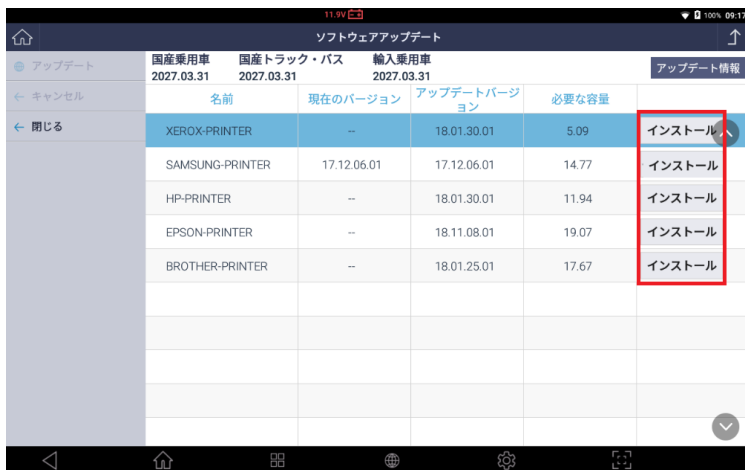 11.9V
100% 09:17
ソフトウェアアップデート
アップデート
キャンセル
閉じる
国産乗用車 国産トラック・バス 輸入乗用車
2027.03.31 2027.03.31 2027.03.31
アップデート情報
名前 現在のバージョン アップデートバージ
ョン 必要な容量
XEROX-PRINTER -- 18.01.30.01 5.09 インストール
SAMSUNG-PRINTER 17.12.06.01 17.12.06.01 14.77 インストール
HP-PRINTER -- 18.01.30.01 11.94 インストール
EPSON-PRINTER -- 18.11.08.01 19.07 インストール
BROTHER-PRINTER -- 18.01.25.01 17.67 インストール